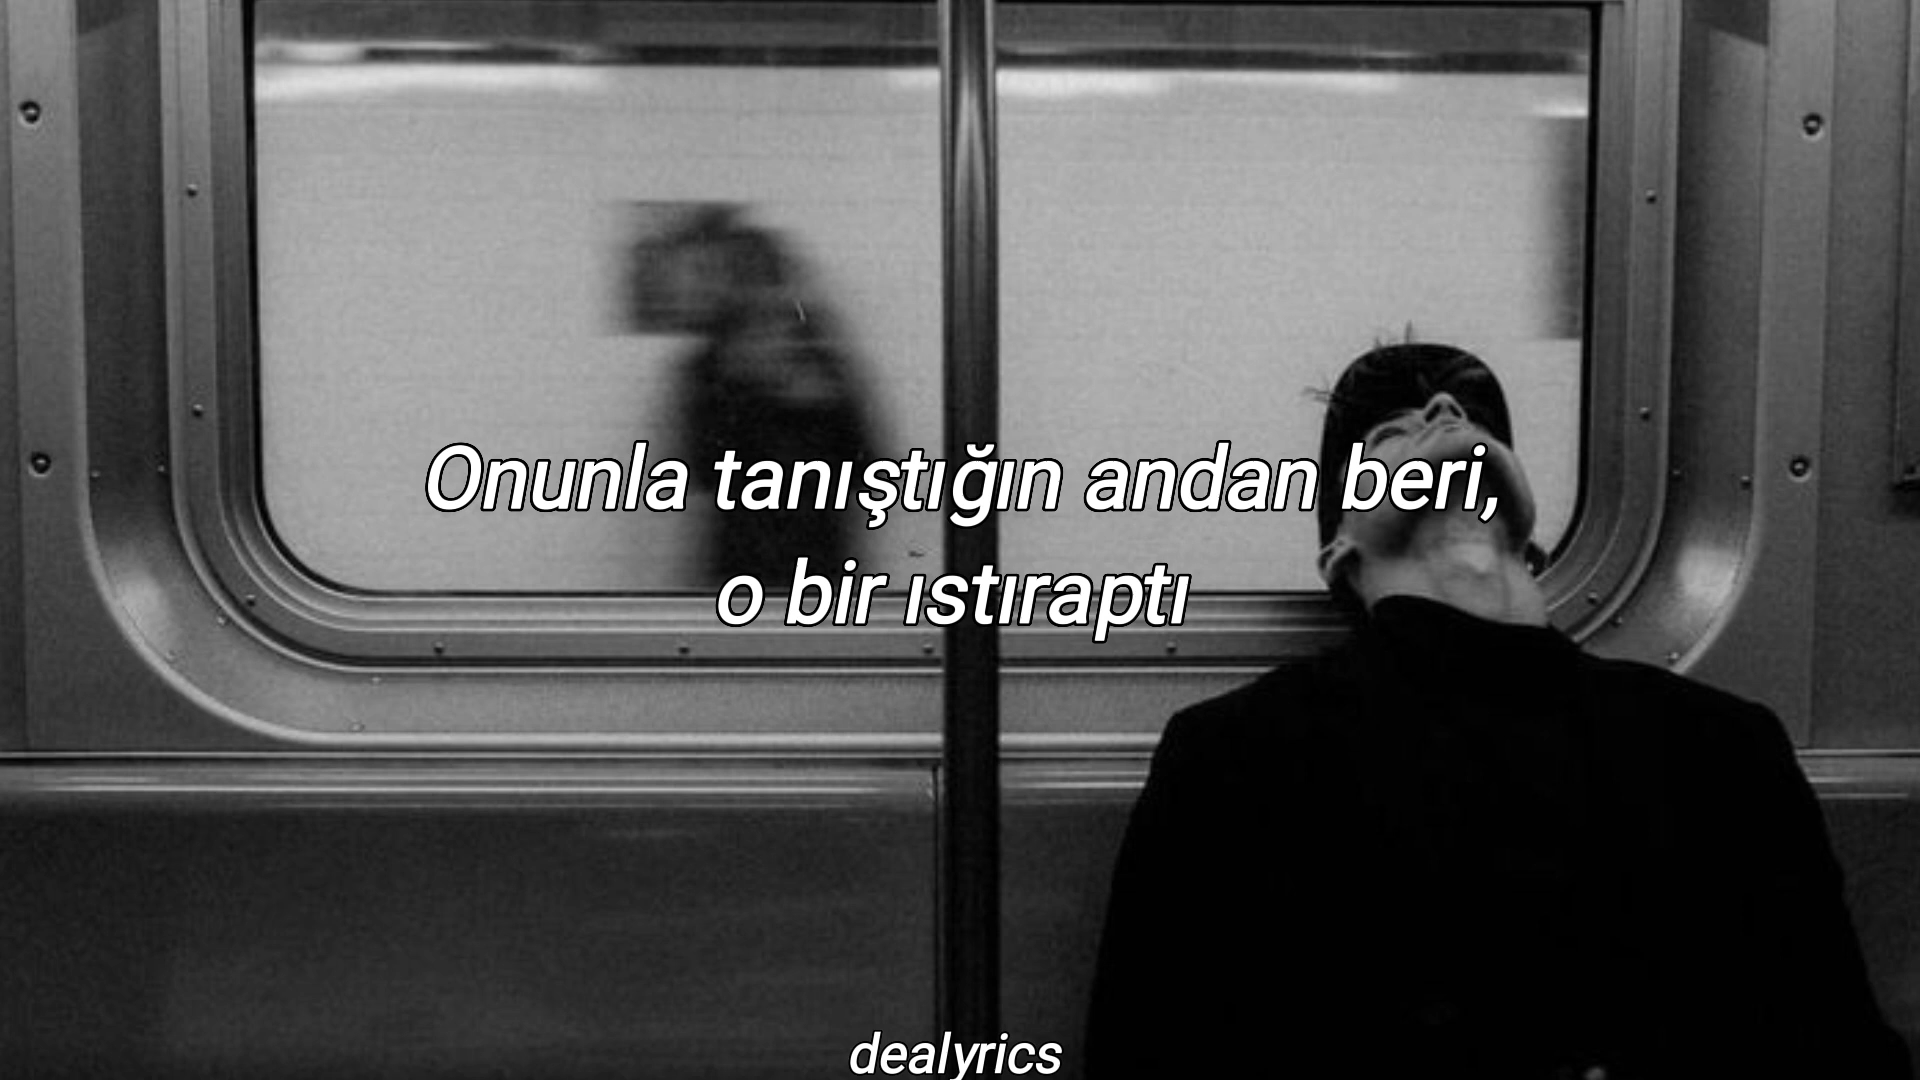 Onunla tanıştığın andan beri,
o bir ıstıraptı
dealyrics